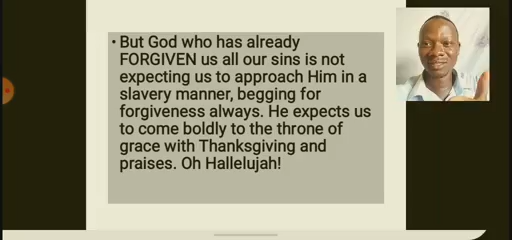 • But God who has already
FORGIVEN us all our sins is not
expecting us to approach Him in a
slavery manner, begging for
forgiveness always. He expects us
to come boldly to the throne of
grace with Thanksgiving and
praises. Oh Hallelujah!